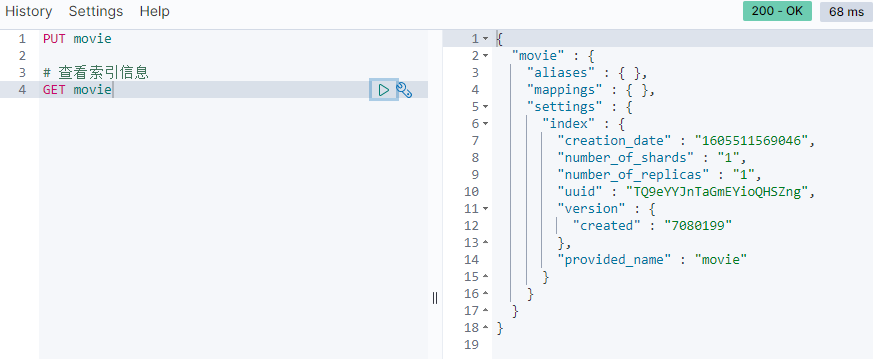 History Settings Help
200 - OK 68 ms
1 PUT movie
2
3 # 查看索引信息
4 GET movie
1 {
2 "movie" : {
3 "aliases" : { },
4 "mappings" : { },
5 "settings" : {
6 "index" : {
7 "creation_date" : "1605511569046",
8 "number_of_shards" : "1",
9 "number_of_replicas" : "1",
10 "uuid" : "TQ9eYYJnTaGmEYioQHSZng",
11 "version" : {
12 "created" : "7080199"
13 },
14 "provided_name" : "movie"
15 }
16 }
17 }
18 }
19